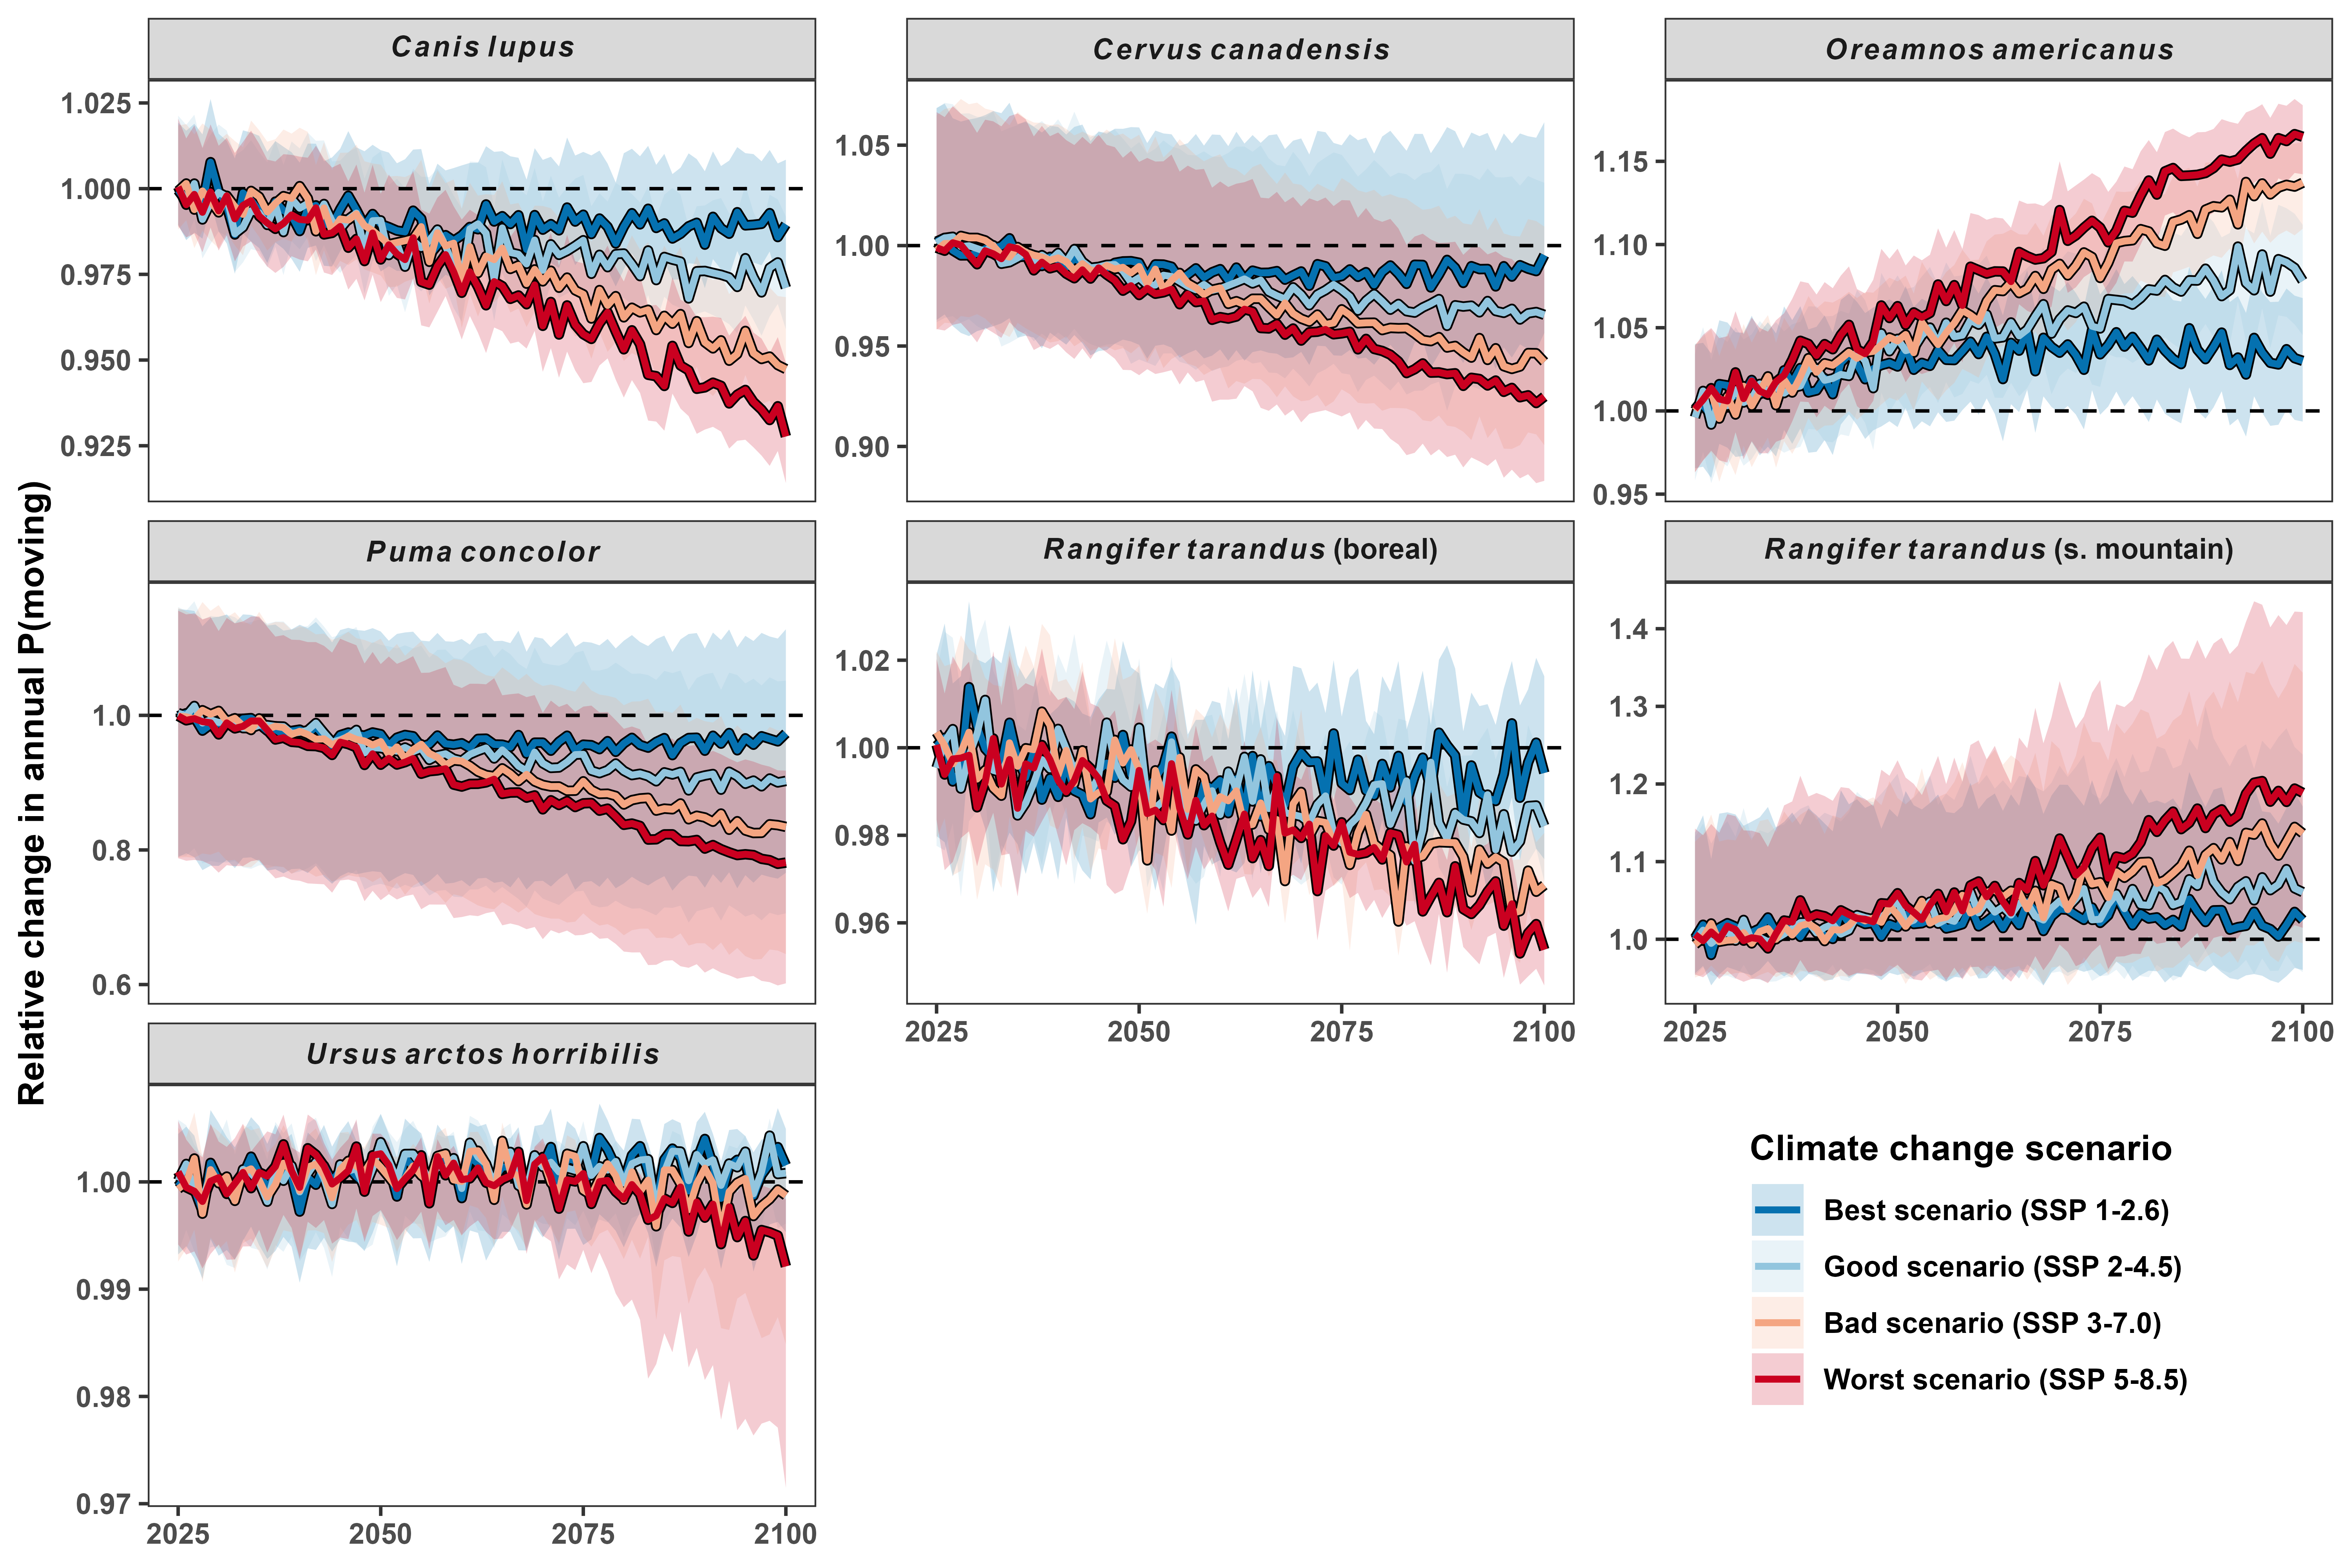 Relative change in annual P(moving)
Canis lupus
1.025
1.000
0.975
0.950
0.925
Cervus canadensis
1.05
1.00
0.95
0.90
Oreamnos americanus
1.15
1.10
1.05
1.00
0.95
Puma concolor
1.0
0.8
0.6
Rangifer tarandus (boreal)
1.02
1.00
0.98
0.96
2025 2050 2075 2100
Rangifer tarandus (s. mountain)
1.4
1.3
1.2
1.1
1.0
2025 2050 2075 2100
Ursus arctos horribilis
1.00
0.99
0.98
0.97
2025 2050 2075 2100
Climate change scenario
Best scenario (SSP 1-2.6)
Good scenario (SSP 2-4.5)
Bad scenario (SSP 3-7.0)
Worst scenario (SSP 5-8.5)